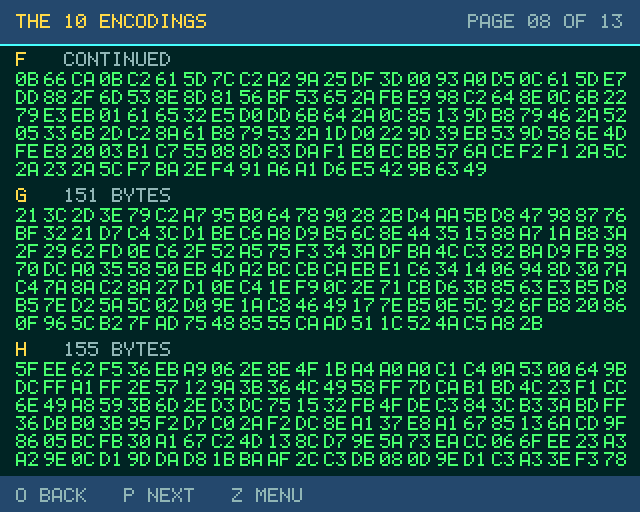 THE 10 ENCODINGS PAGE 08 OF 13
F CONTINUED
0B 66 CA 0B C2 61 5D 7C C2 A2 9A 25 DF 3D 00 93 A0 D5 0C 61 5D E7
DD 88 2F 6D 53 8E 8D 81 56 BF 53 65 2A FB E9 98 C2 64 8E 0C 6B 22
79 E3 EB 01 61 65 32 E5 D0 DD 6B 64 2A 0C 85 13 9D B8 79 46 2A 52
05 33 6B 2D C2 8A 61 B8 79 53 2A 1D D0 22 9D 39 EB 53 9D 58 6E 4D
FE E8 20 03 B1 C7 55 08 8D 83 DA F1 E0 EC BB 57 6A CE F2 F1 2A 5C
2A 23 2A 5C F7 BA 2E F4 91 A6 A1 D6 E5 42 9B 63 49
G 151 BYTES
21 3C 2D 3E 79 C2 A7 95 B0 64 78 90 28 2B D4 AA 5B D8 47 98 87 76
BF 32 21 D7 C4 3C D1 BE C6 A8 D9 B5 6C 8E 44 35 15 88 A7 1A B8 3A
2F 29 62 FD 0E C6 2F 52 A5 75 F3 34 3A DF BA 4C C3 82 BA D9 FB 98
70 DC A0 35 58 50 EB 4D A2 BC CB CA EB E1 C6 34 14 06 94 8D 30 7A
C4 7A 8A C2 8A 27 D1 0E C4 1E F9 0C 2E 71 CB D6 3B 85 63 E3 B5 D8
B5 7E D2 5A 5C 02 D0 9E 1A C8 46 49 17 7E B5 0E 5C 92 6F B8 20 86
0F 96 5C B2 7F AD 75 48 85 55 CA AD 51 1C 52 4A C5 A8 2B
H 155 BYTES
5F EE 62 F5 36 EB A9 06 2E 8E 4F 1B A4 A0 A0 C1 C4 0A 53 00 64 9B
DC FF A1 FF 2E 57 12 9A 3B 36 4C 49 58 FF 7D CA B1 BD 4C 23 F1 CC
6E 49 A8 59 3B 6D 2E D3 DC 75 15 32 FB 4F DE C3 84 3C B3 3A BD FF
36 DB B0 3B 95 F2 D7 C0 2A F2 DC 8E A1 37 E8 A1 67 85 13 6A CD 9F
86 05 BC FB 30 A1 67 C2 4D 13 8C D7 9E 5A 73 EA CC 06 6F EE 23 A3
A2 9E 0C D1 9D DA D8 1B BA AF 2C C3 DB 08 0D 9E D1 C3 A3 3E F3 78
O BACK P NEXT Z MENU